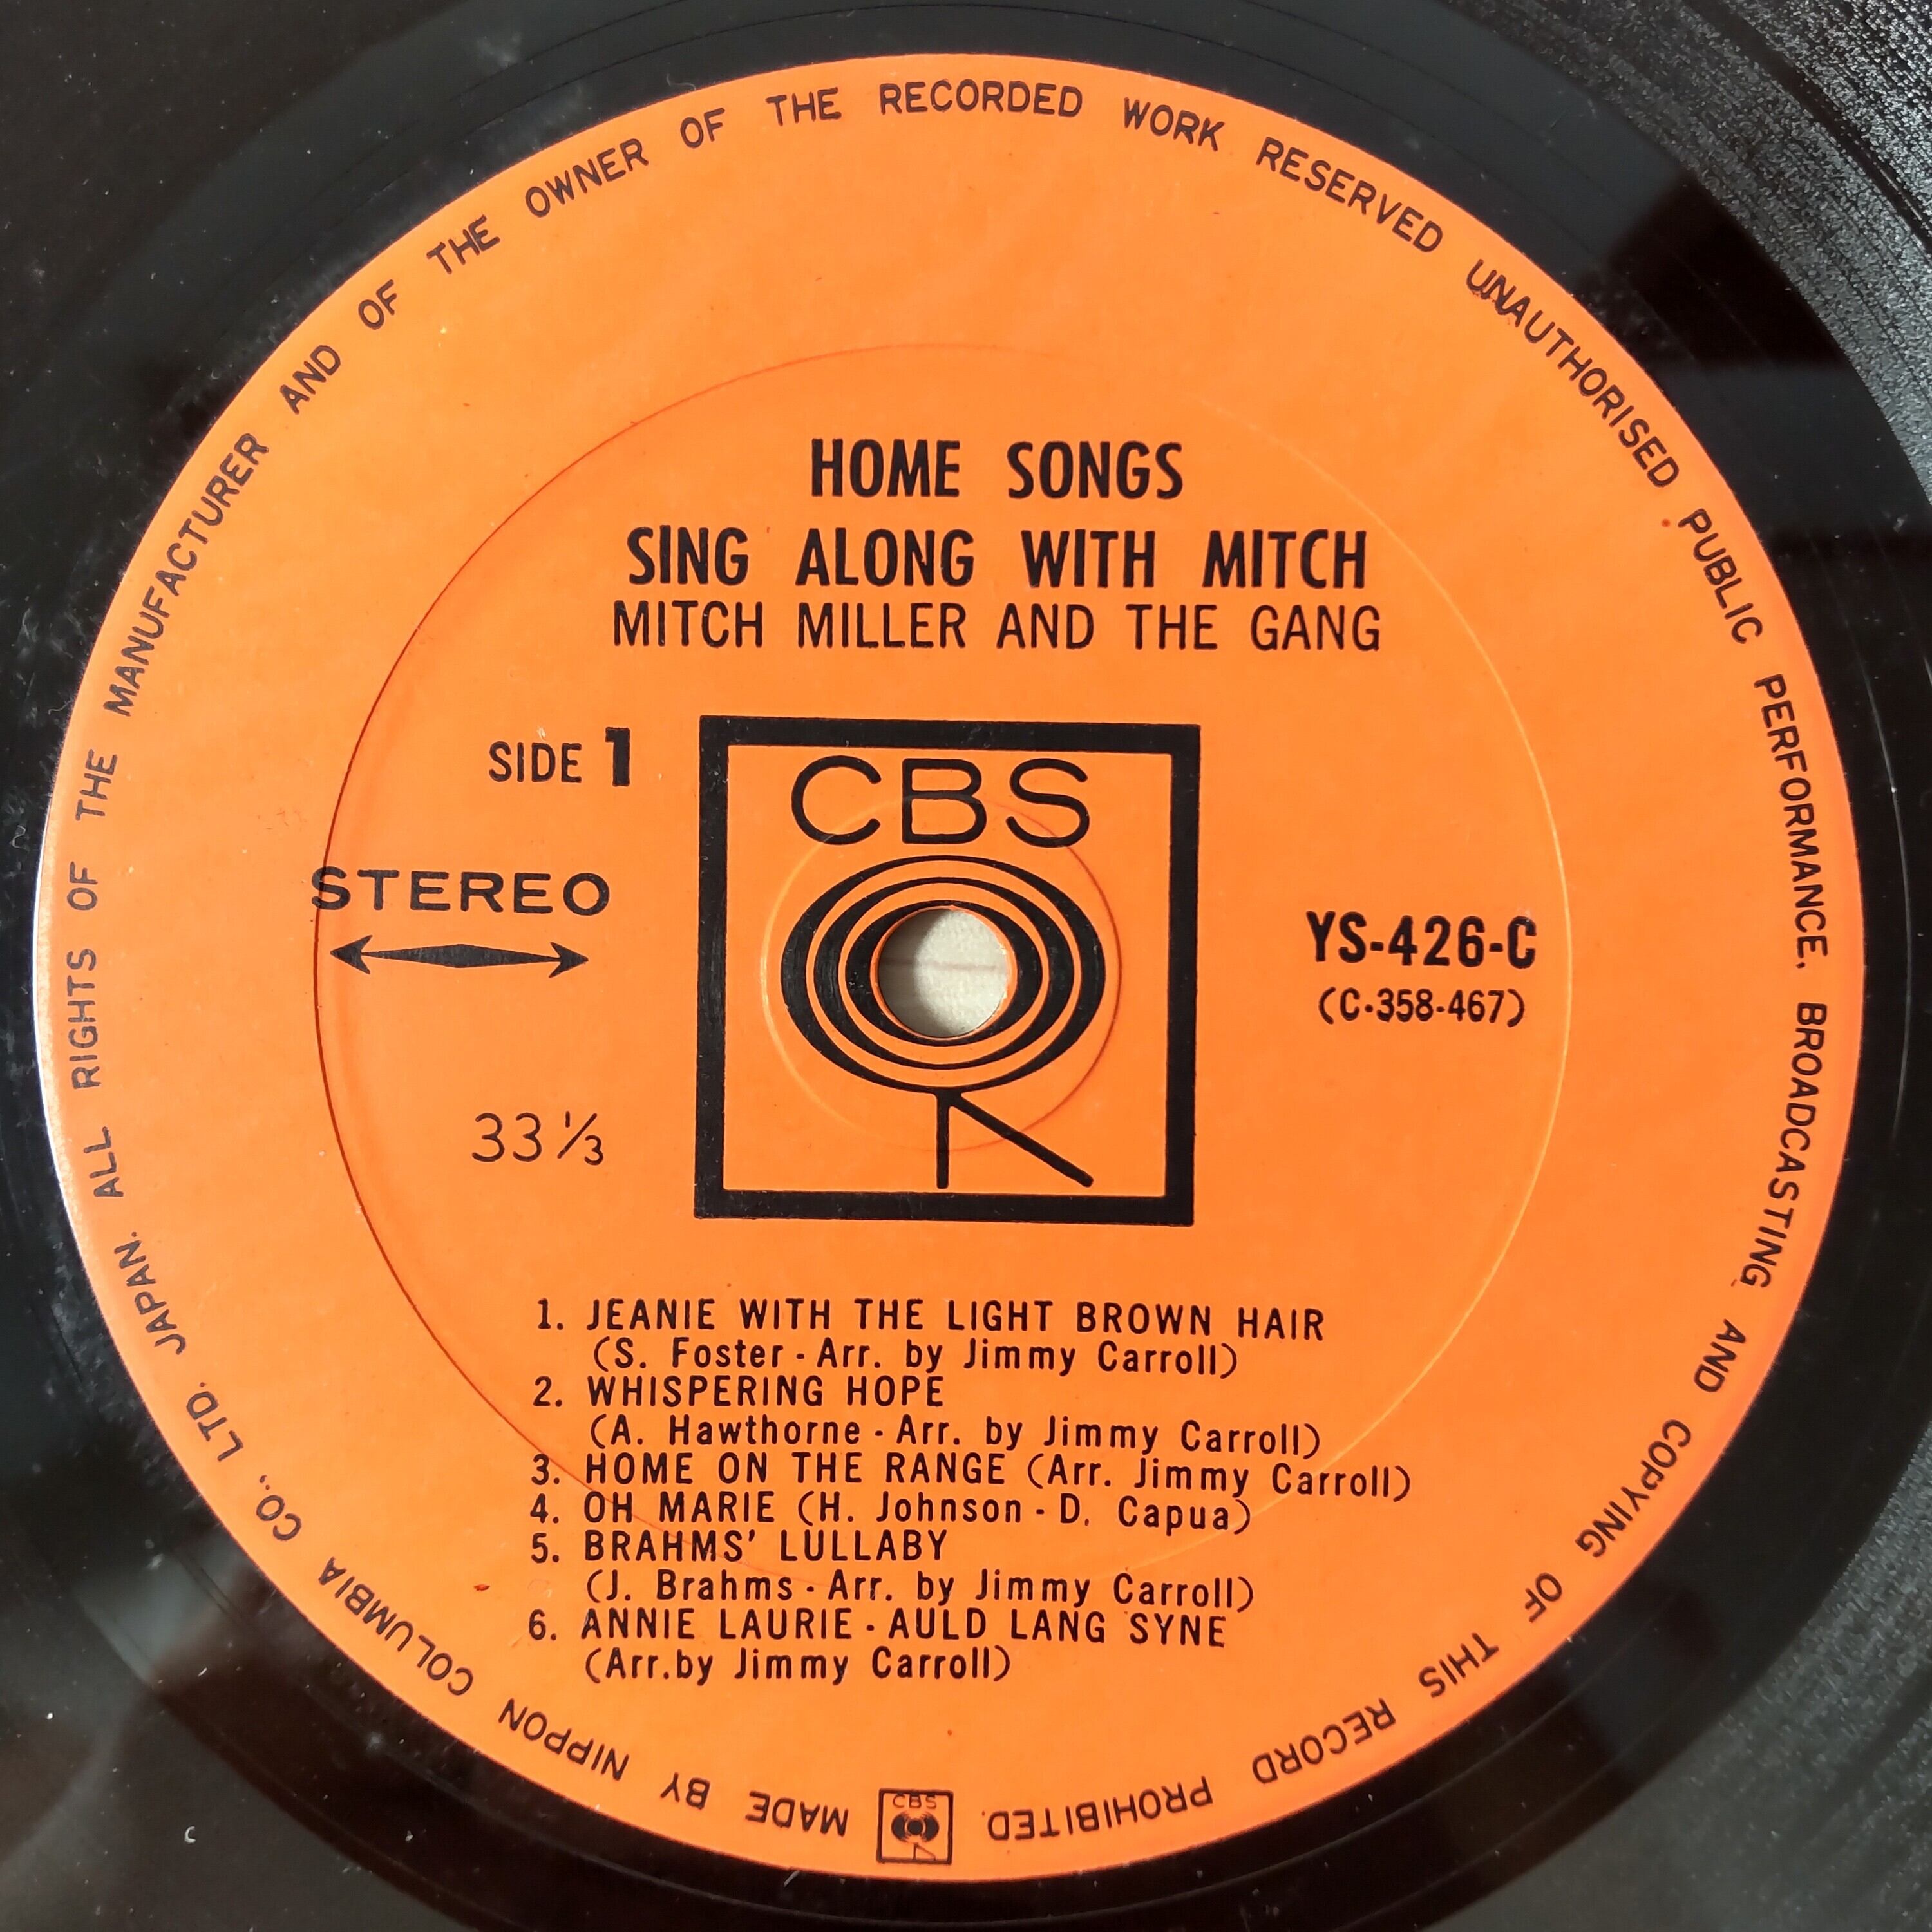 HOME SONGS
SING ALONG WITH MITCH
MITCH MILLER AND THE GANG
SIDE 1
CBS
STEREO
YS-426-C
(C-358-467)
33 1/3
1. JEANIE WITH THE LIGHT BROWN HAIR
(S. Foster - Arr. by Jimmy Carroll)
2. WHISPERING HOPE
(A. Hawthorne - Arr. by Jimmy Carroll)
3. HOME ON THE RANGE (Arr. Jimmy Carroll)
4. OH MARIE (H. Johnson - D. Capua)
5. BRAHMS' LULLABY
(J. Brahms - Arr. by Jimmy Carroll)
6. ANNIE LAURIE - AULD LANG SYNE
(Arr.by Jimmy Carroll)
MADE BY NIPPON COLUMBIA CO., LTD. JAPAN. ALL RIGHTS OF THE MANUFACTURER AND OF THE OWNER OF THE RECORDED WORK RESERVED UNAUTHORISED PUBLIC PERFORMANCE, BROADCASTING AND COPYING OF THIS RECORD PROHIBITED.
CBS